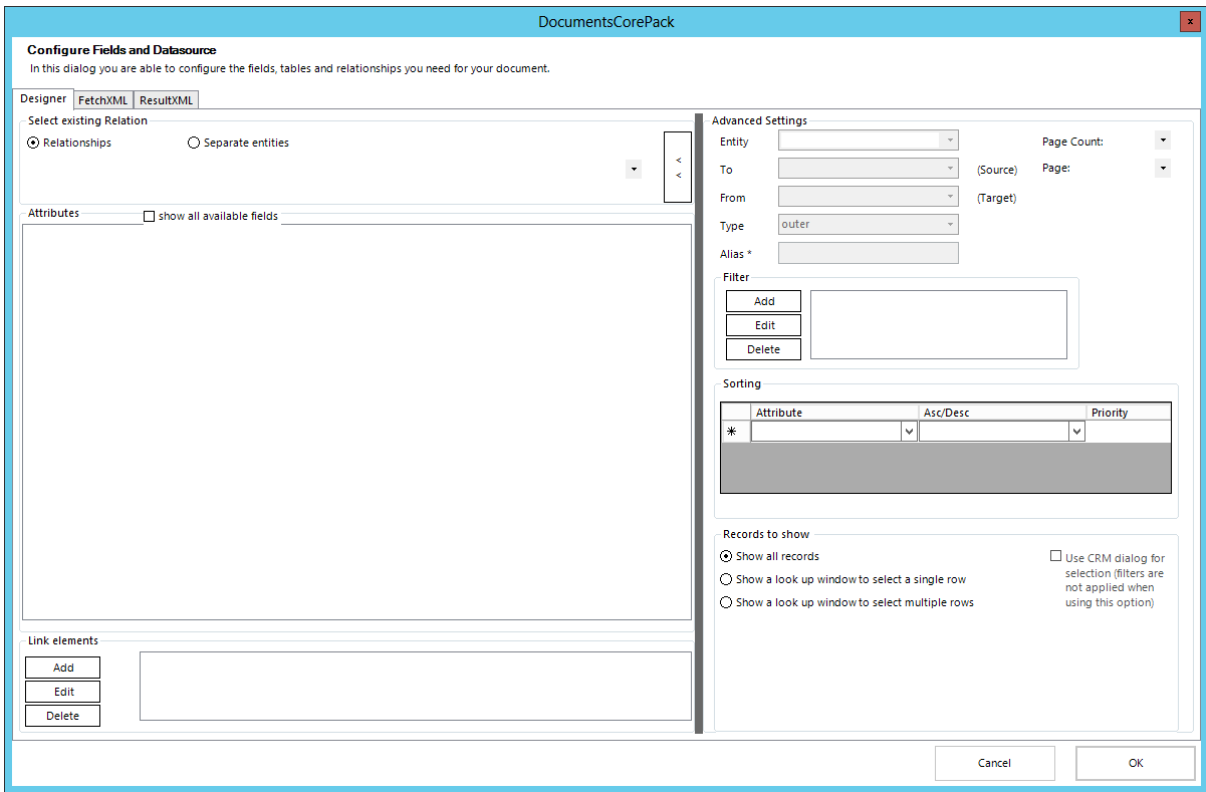 DocumentsCorePack
x
Configure Fields and Datasource
In this dialog you are able to configure the fields, tables and relationships you need for your document.
Designer FetchXML ResultXML
Select existing Relation
Relationships Separate entities
<
<
Attributes show all available fields
Link elements
Add
Edit
Delete
Advanced Settings
Entity Page Count:
To (Source) Page:
From (Target)
Type outer
Alias *
Filter
Add
Edit
Delete
Sorting
Attribute Asc/Desc Priority
*
Records to show
Show all records
Show a look up window to select a single row
Show a look up window to select multiple rows
Use CRM dialog for
selection (filters are
not applied when
using this option)
Cancel OK